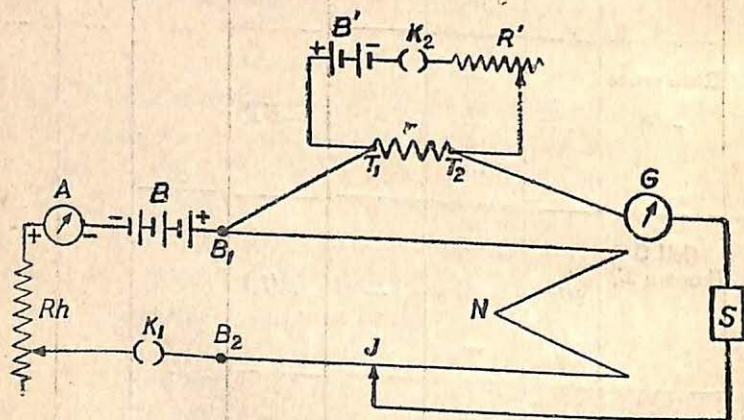 B' K₂ R'
+ −
r
T₁ T₂
A B G
+ − − +
B₁
Rh
N S
K₁ B₂ J